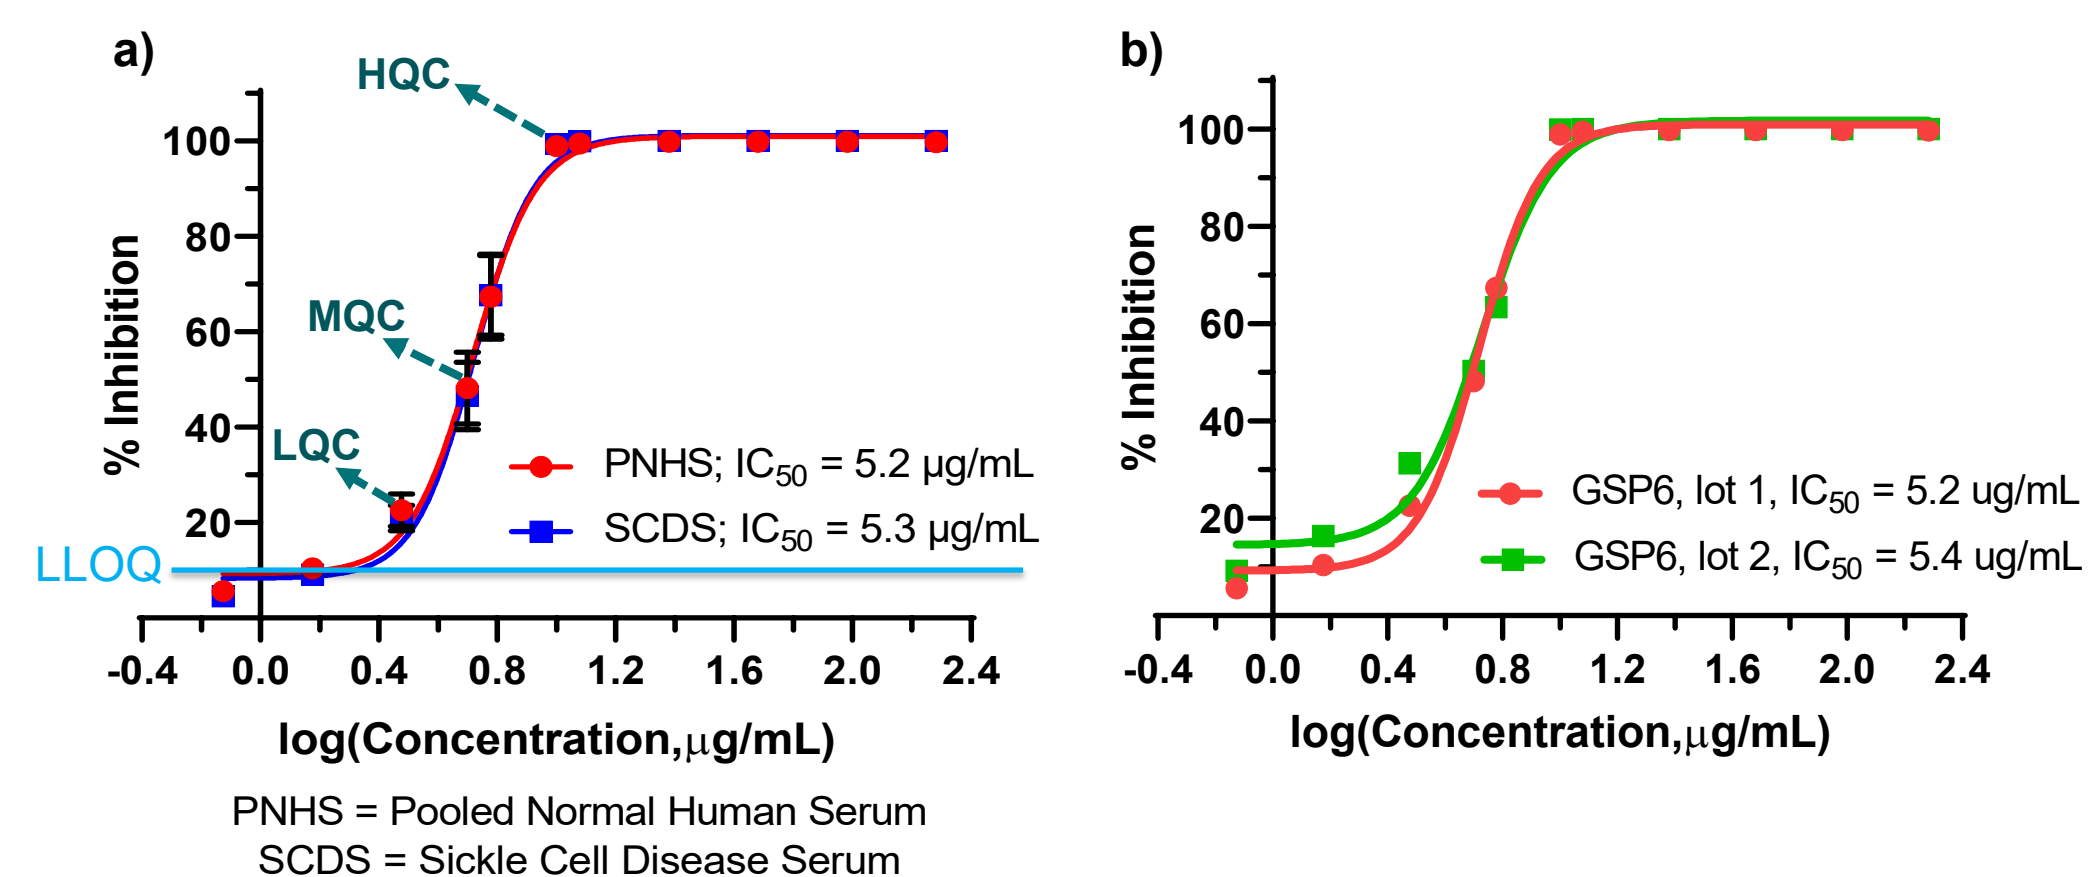 a)
HQC
MQC
LQC
LLOQ
100
80
60
40
20
% Inhibition
PNHS; IC50 = 5.2 µg/mL
SCDS; IC50 = 5.3 µg/mL
-0.4 0.0 0.4 0.8 1.2 1.6 2.0 2.4
log(Concentration,μg/mL)
PNHS = Pooled Normal Human Serum
SCDS = Sickle Cell Disease Serum
b)
100
80
60
40
20
% Inhibition
GSP6, lot 1, IC50 = 5.2 ug/mL
GSP6, lot 2, IC50 = 5.4 ug/mL
-0.4 0.0 0.4 0.8 1.2 1.6 2.0 2.4
log(Concentration,μg/mL)